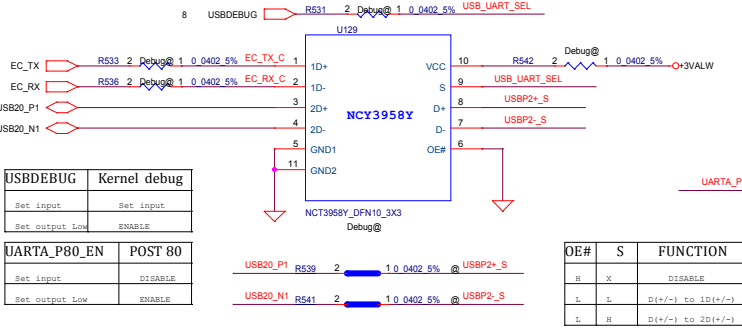 8 USBDEBUG R531 2 Debug@ 1 0_0402_5% USB_UART_SEL
U129
EC_TX R533 2 Debug@ 1 0_0402_5% EC_TX_C 1 1D+
EC_RX R536 2 Debug@ 1 0_0402_5% EC_RX_C 2 1D-
USB20_P1 3 2D+
USB20_N1 4 2D-
5 GND1
11 GND2
NCY3958Y
VCC 10 R542 2 Debug@ 1 0_0402_5% +3VALW
S 9 USB_UART_SEL
D+ 8 USBP2+_S
D- 7 USBP2-_S
OE# 6
NCT3958Y_DFN10_3X3
Debug@
UARTA_P
USBDEBUG Kernel debug
Set input Set input
Set output Low ENABLE
UARTA_P80_EN POST 80
Set input DISABLE
Set output Low ENABLE
USB20_P1 R539 2 1 0_0402_5% @ USBP2+_S
USB20_N1 R541 2 1 0_0402_5% @ USBP2-_S
OE# S FUNCTION
H X DISABLE
L L D(+/-) to 1D(+/-)
L H D(+/-) to 2D(+/-)